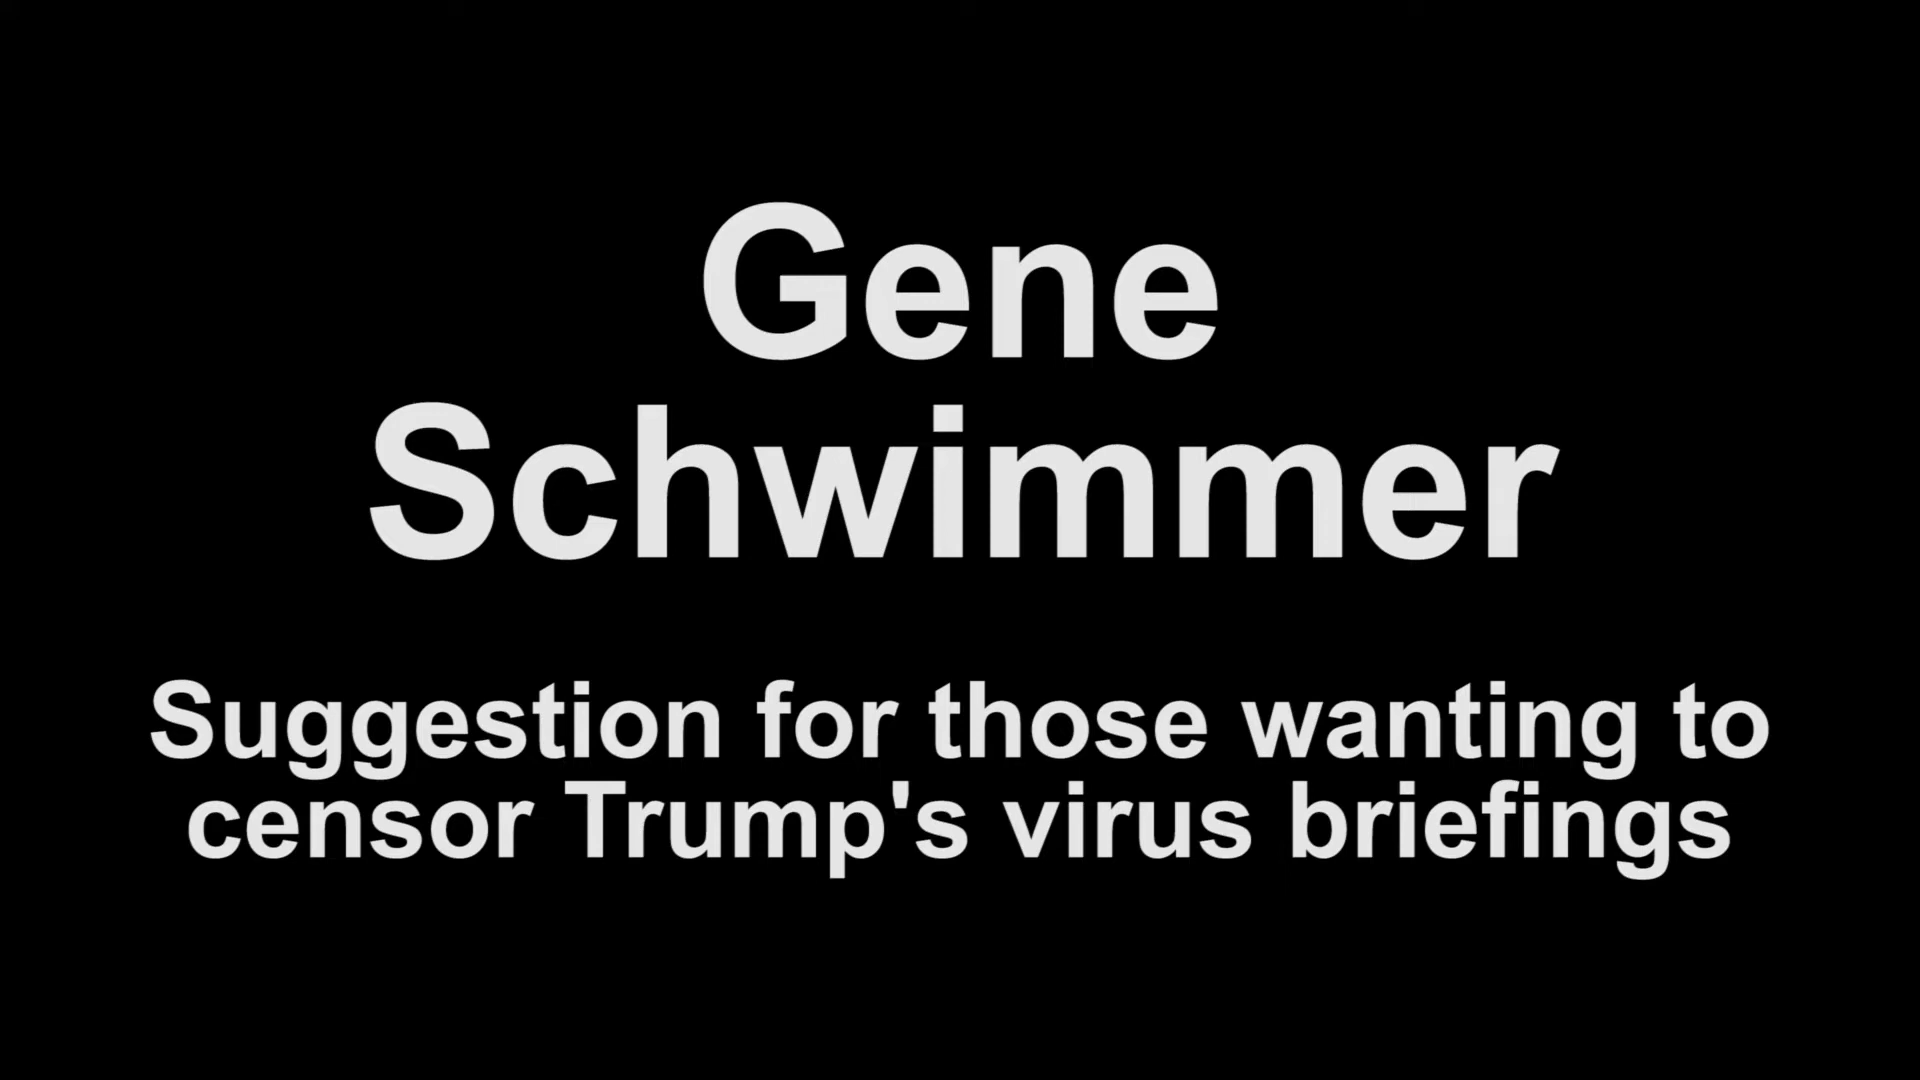 Gene
Schwimmer
Suggestion for those wanting to
censor Trump's virus briefings